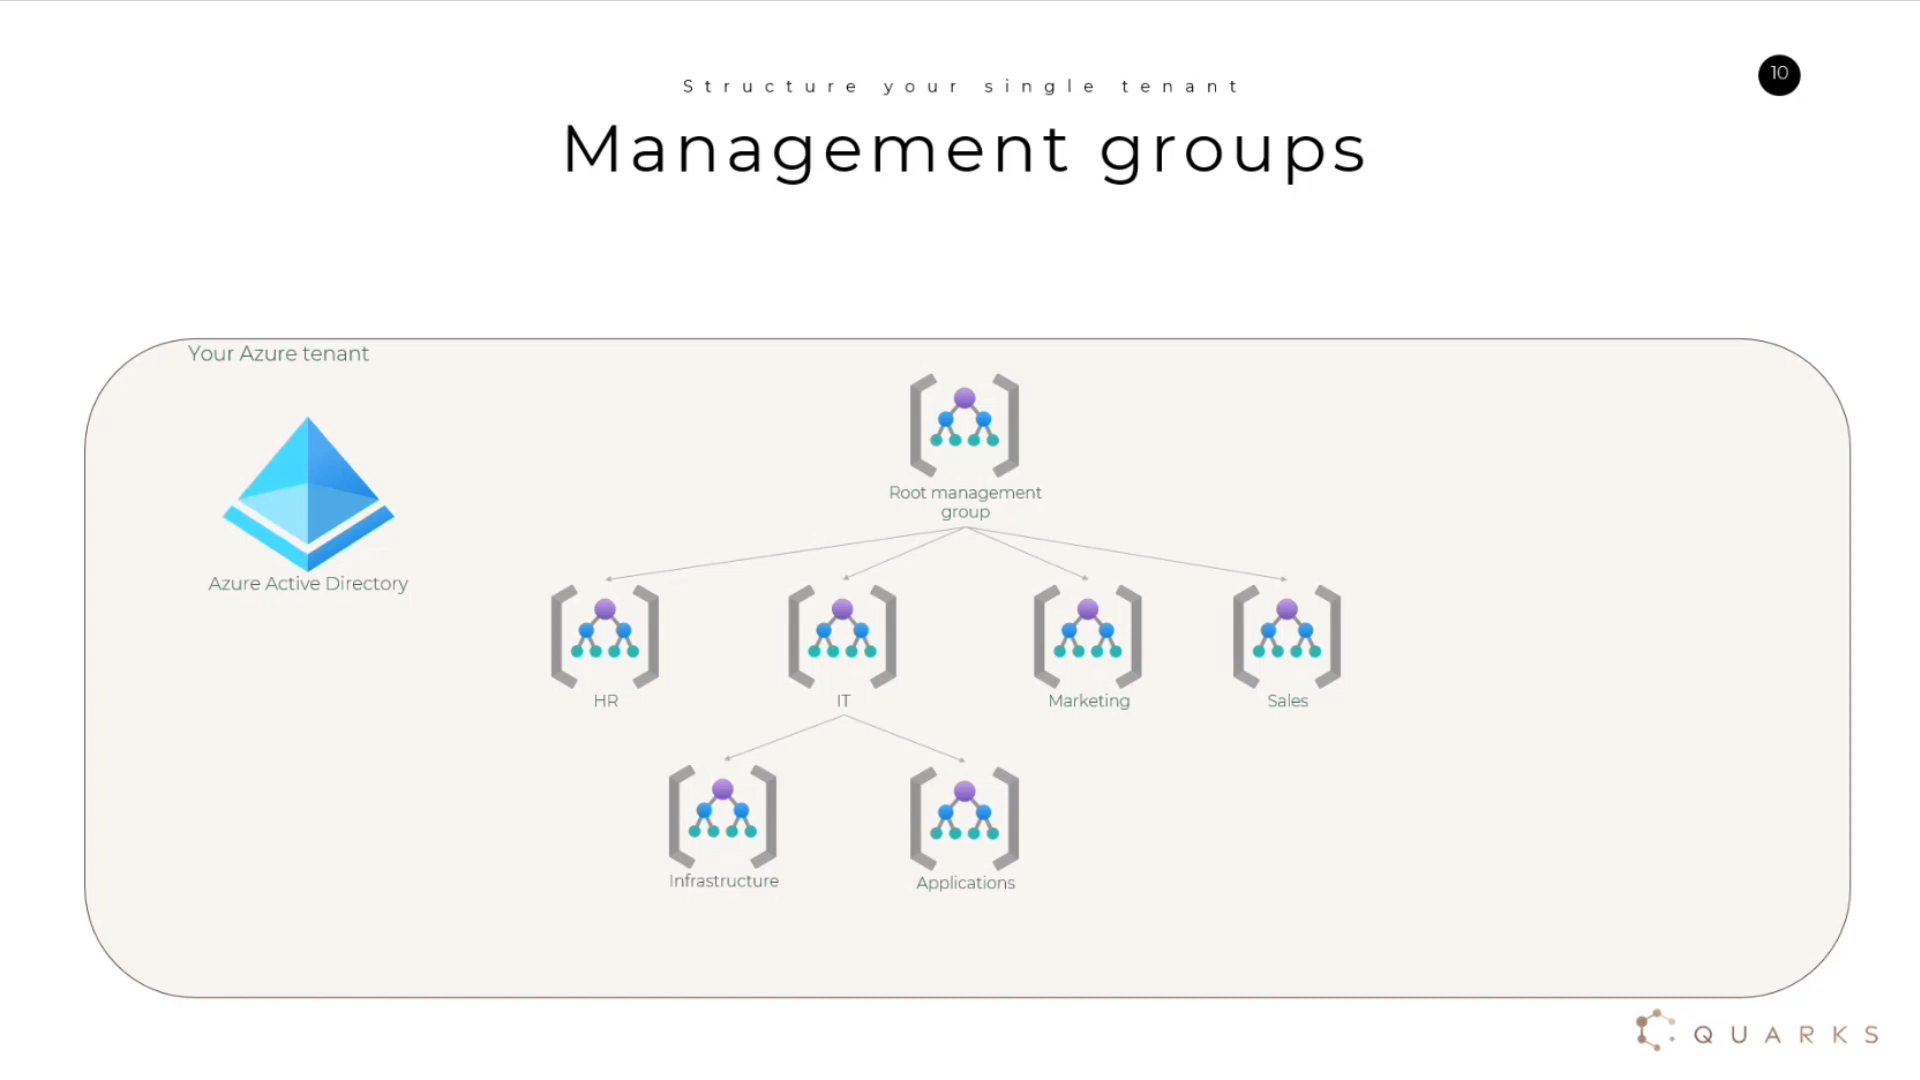 Structure your single tenant
10
Management groups
Your Azure tenant
Root management
group
Azure Active Directory
HR
IT
Marketing
Sales
Infrastructure
Applications
QUARKS